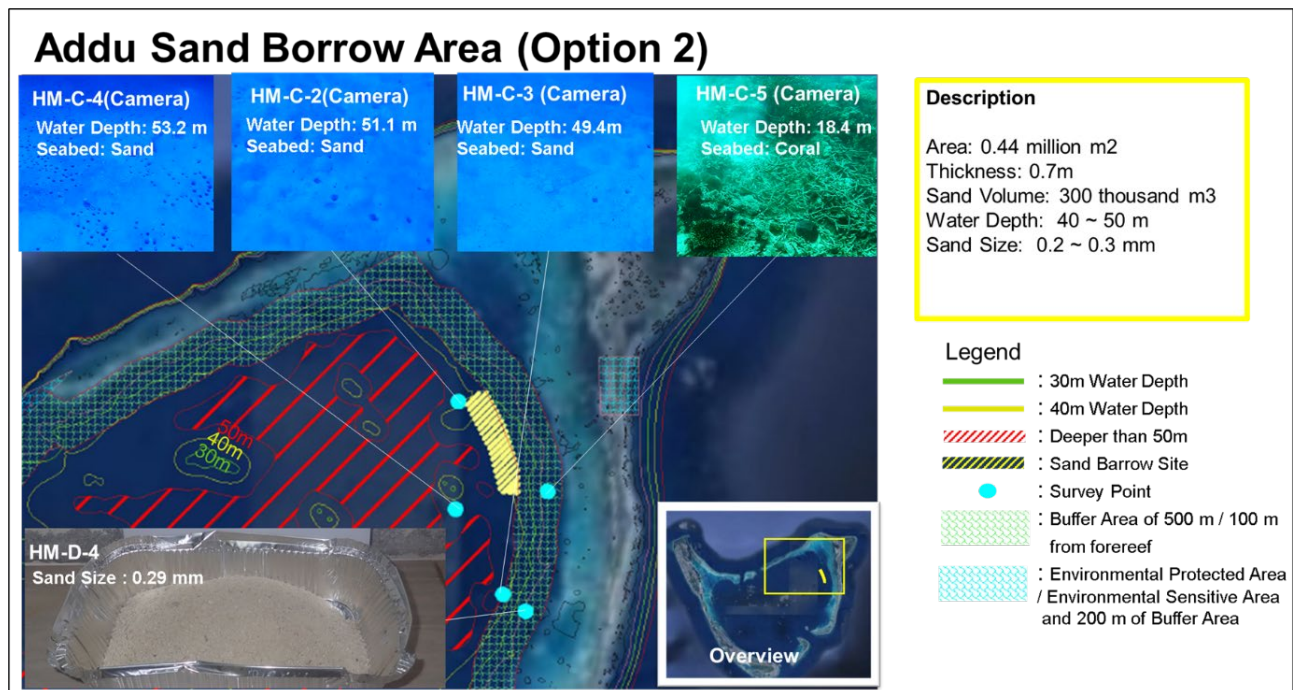 Addu Sand Borrow Area (Option 2)
HM-C-4(Camera)
Water Depth: 53.2 m
Seabed: Sand
HM-C-2(Camera)
Water Depth: 51.1 m
Seabed: Sand
HM-C-3 (Camera)
Water Depth: 49.4m
Seabed: Sand
HM-C-5 (Camera)
Water Depth: 18.4 m
Seabed: Coral
50m
40m
30m
HM-D-4
Sand Size : 0.29 mm
Overview
Description
Area: 0.44 million m2
Thickness: 0.7m
Sand Volume: 300 thousand m3
Water Depth: 40 ~ 50 m
Sand Size: 0.2 ~ 0.3 mm
Legend
: 30m Water Depth
: 40m Water Depth
: Deeper than 50m
: Sand Barrow Site
: Survey Point
: Buffer Area of 500 m / 100 m
from forereef
: Environmental Protected Area
/ Environmental Sensitive Area
and 200 m of Buffer Area